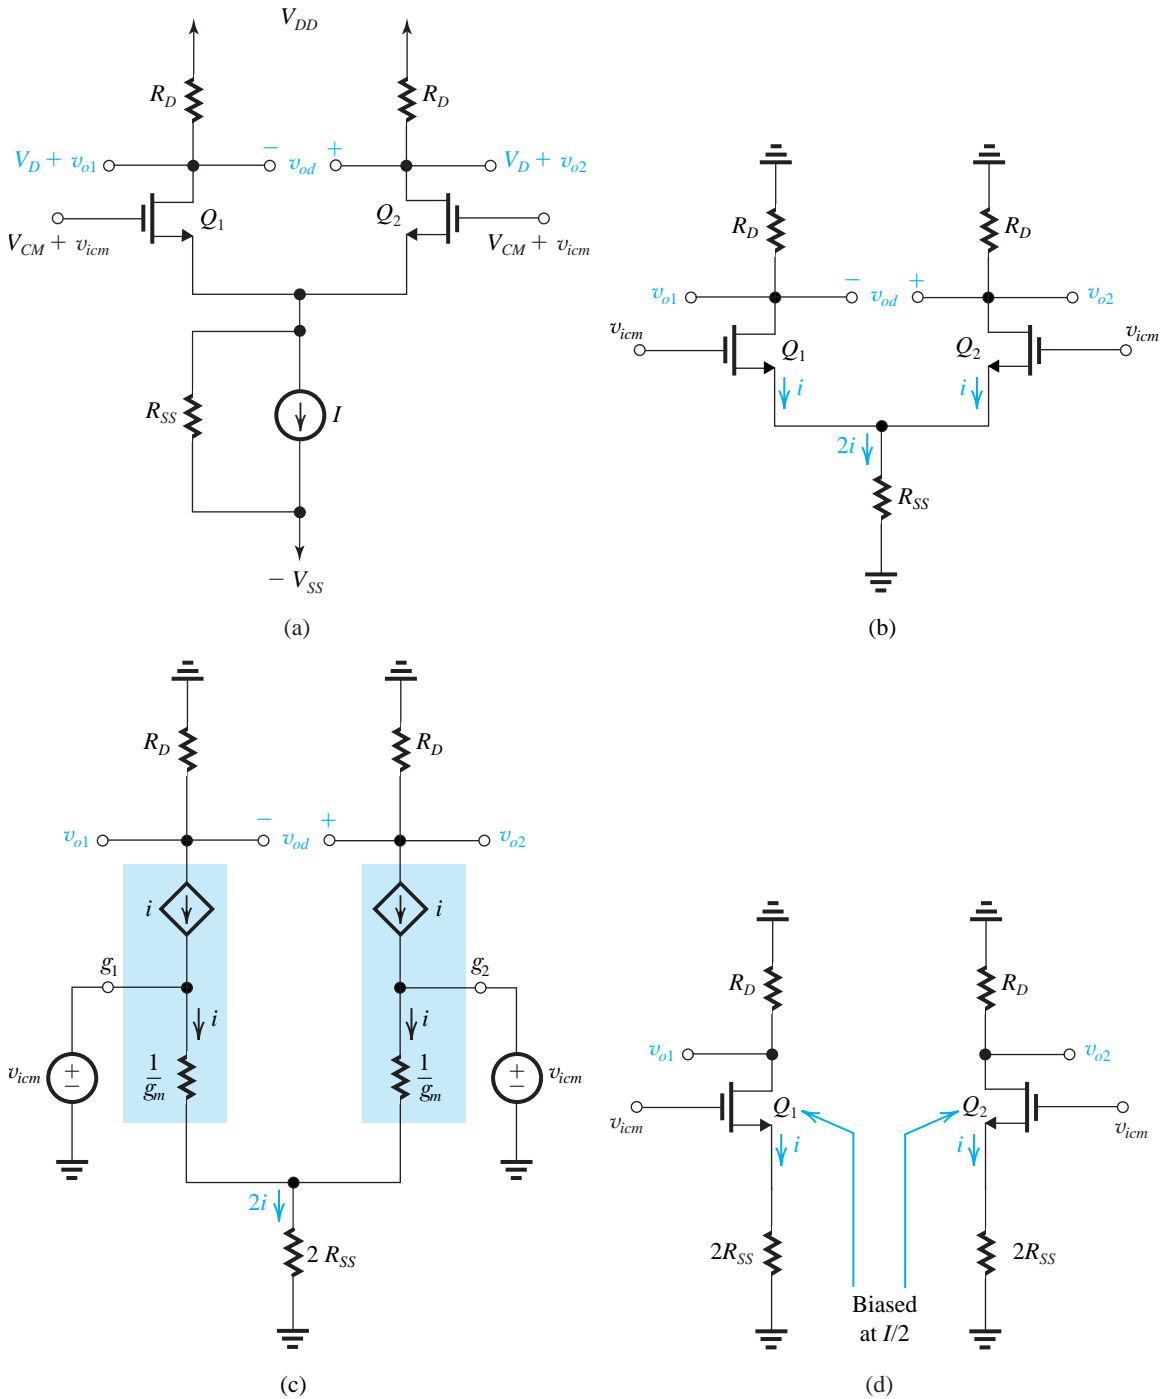 V_DD
R_D R_D
V_D + v_o1 − v_od + V_D + v_o2
Q_1 Q_2
V_CM + v_icm V_CM + v_icm
R_SS I
− V_SS
(a)
R_D R_D
v_o1 − v_od + v_o2
v_icm Q_1 Q_2 v_icm
i i
2i
R_SS
(b)
R_D R_D
v_o1 − v_od + v_o2
i i
g_1 g_2
i i
v_icm + − 1/g_m 1/g_m + − v_icm
2i
2 R_SS
(c)
R_D R_D
v_o1 v_o2
v_icm Q_1 Q_2 v_icm
i i
2R_SS 2R_SS
Biased
at I/2
(d)